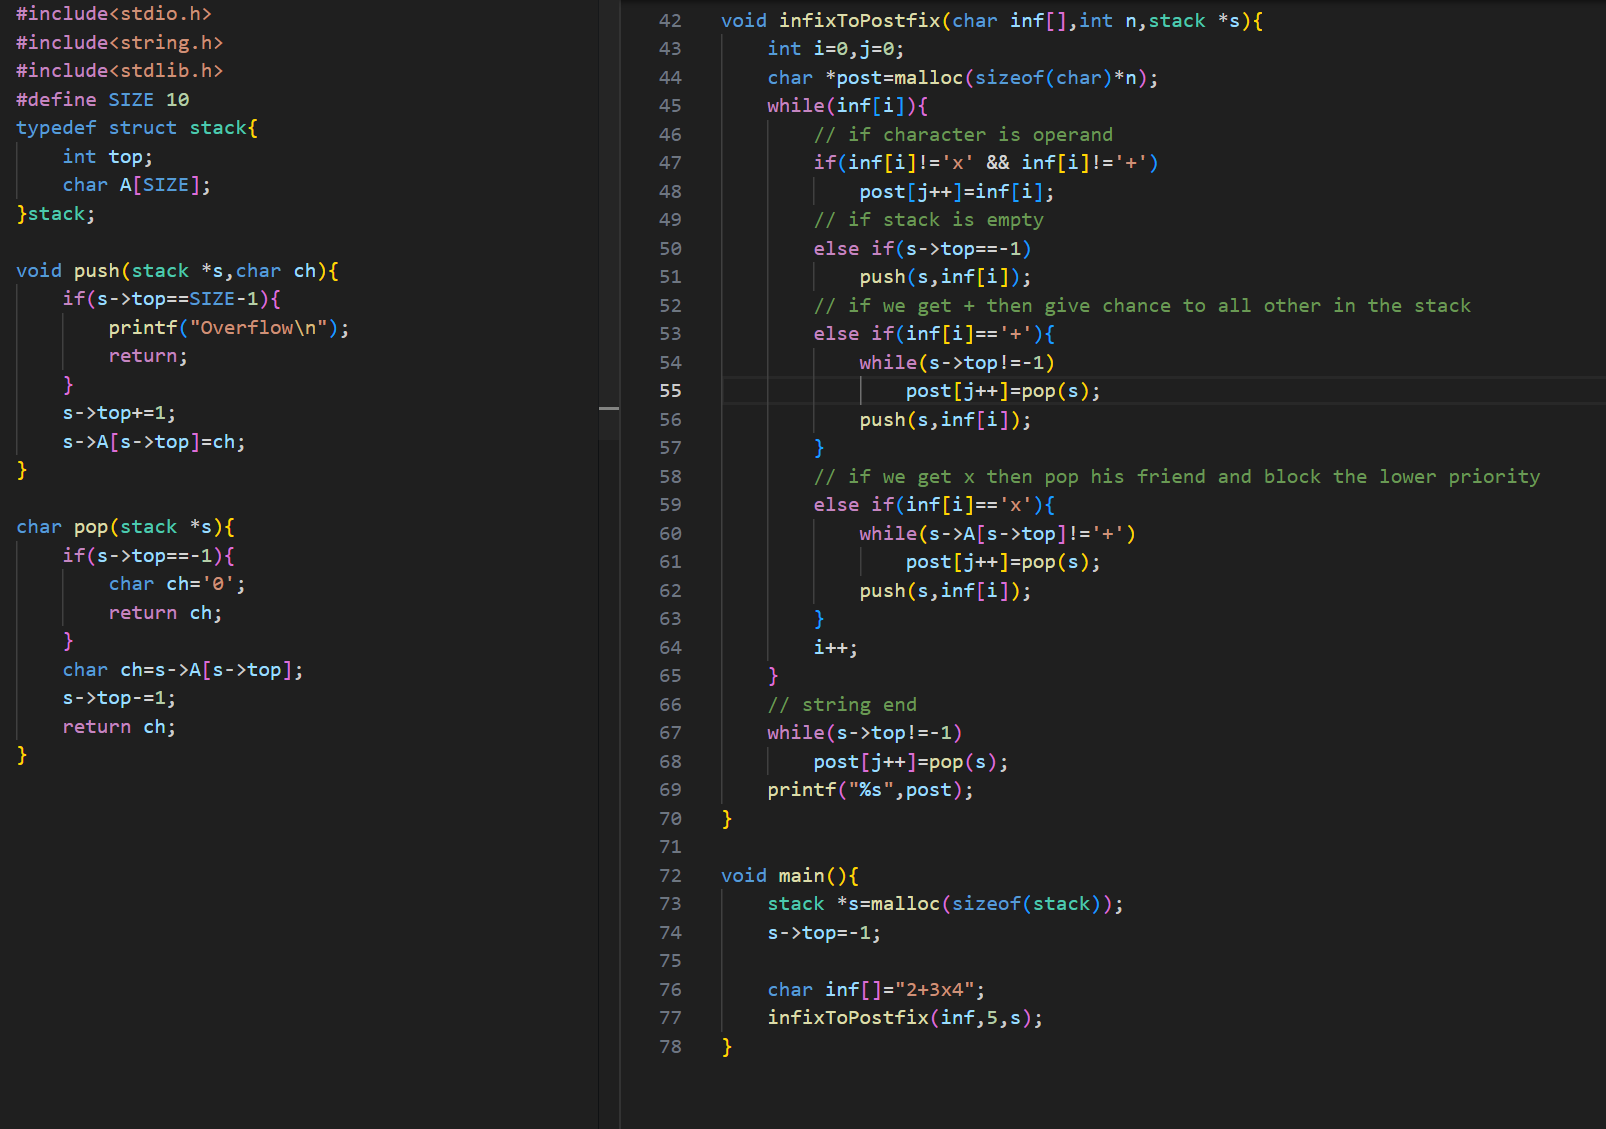 #include<stdio.h>
#include<string.h>
#include<stdlib.h>
#define SIZE 10
typedef struct stack{
    int top;
    char A[SIZE];
}stack;

void push(stack *s,char ch){
    if(s->top==SIZE-1){
        printf("Overflow\n");
        return;
    }
    s->top+=1;
    s->A[s->top]=ch;
}

char pop(stack *s){
    if(s->top==-1){
        char ch='0';
        return ch;
    }
    char ch=s->A[s->top];
    s->top-=1;
    return ch;
}
42 void infixToPostfix(char inf[],int n,stack *s){
43     int i=0,j=0;
44     char *post=malloc(sizeof(char)*n);
45     while(inf[i]){
46         // if character is operand
47         if(inf[i]!='x' && inf[i]!='+')
48             post[j++]=inf[i];
49         // if stack is empty
50         else if(s->top==-1)
51             push(s,inf[i]);
52         // if we get + then give chance to all other in the stack
53         else if(inf[i]=='+'){
54             while(s->top!=-1)
55                 post[j++]=pop(s);
56             push(s,inf[i]);
57         }
58         // if we get x then pop his friend and block the lower priority
59         else if(inf[i]=='x'){
60             while(s->A[s->top]!='+')
61                 post[j++]=pop(s);
62             push(s,inf[i]);
63         }
64         i++;
65     }
66     // string end
67     while(s->top!=-1)
68         post[j++]=pop(s);
69     printf("%s",post);
70 }
71
72 void main(){
73     stack *s=malloc(sizeof(stack));
74     s->top=-1;
75
76     char inf[]="2+3x4";
77     infixToPostfix(inf,5,s);
78 }